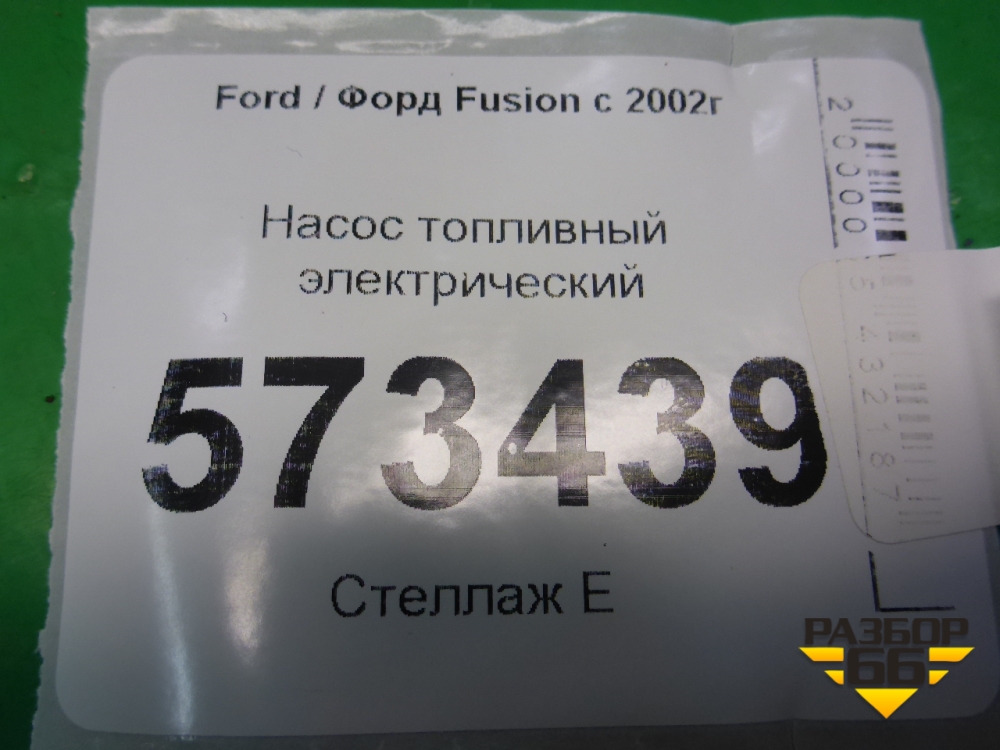 Ford / Форд Fusion с 2002г
Насос топливный
электрический
573439
Стеллаж Е
РАЗБОР
66